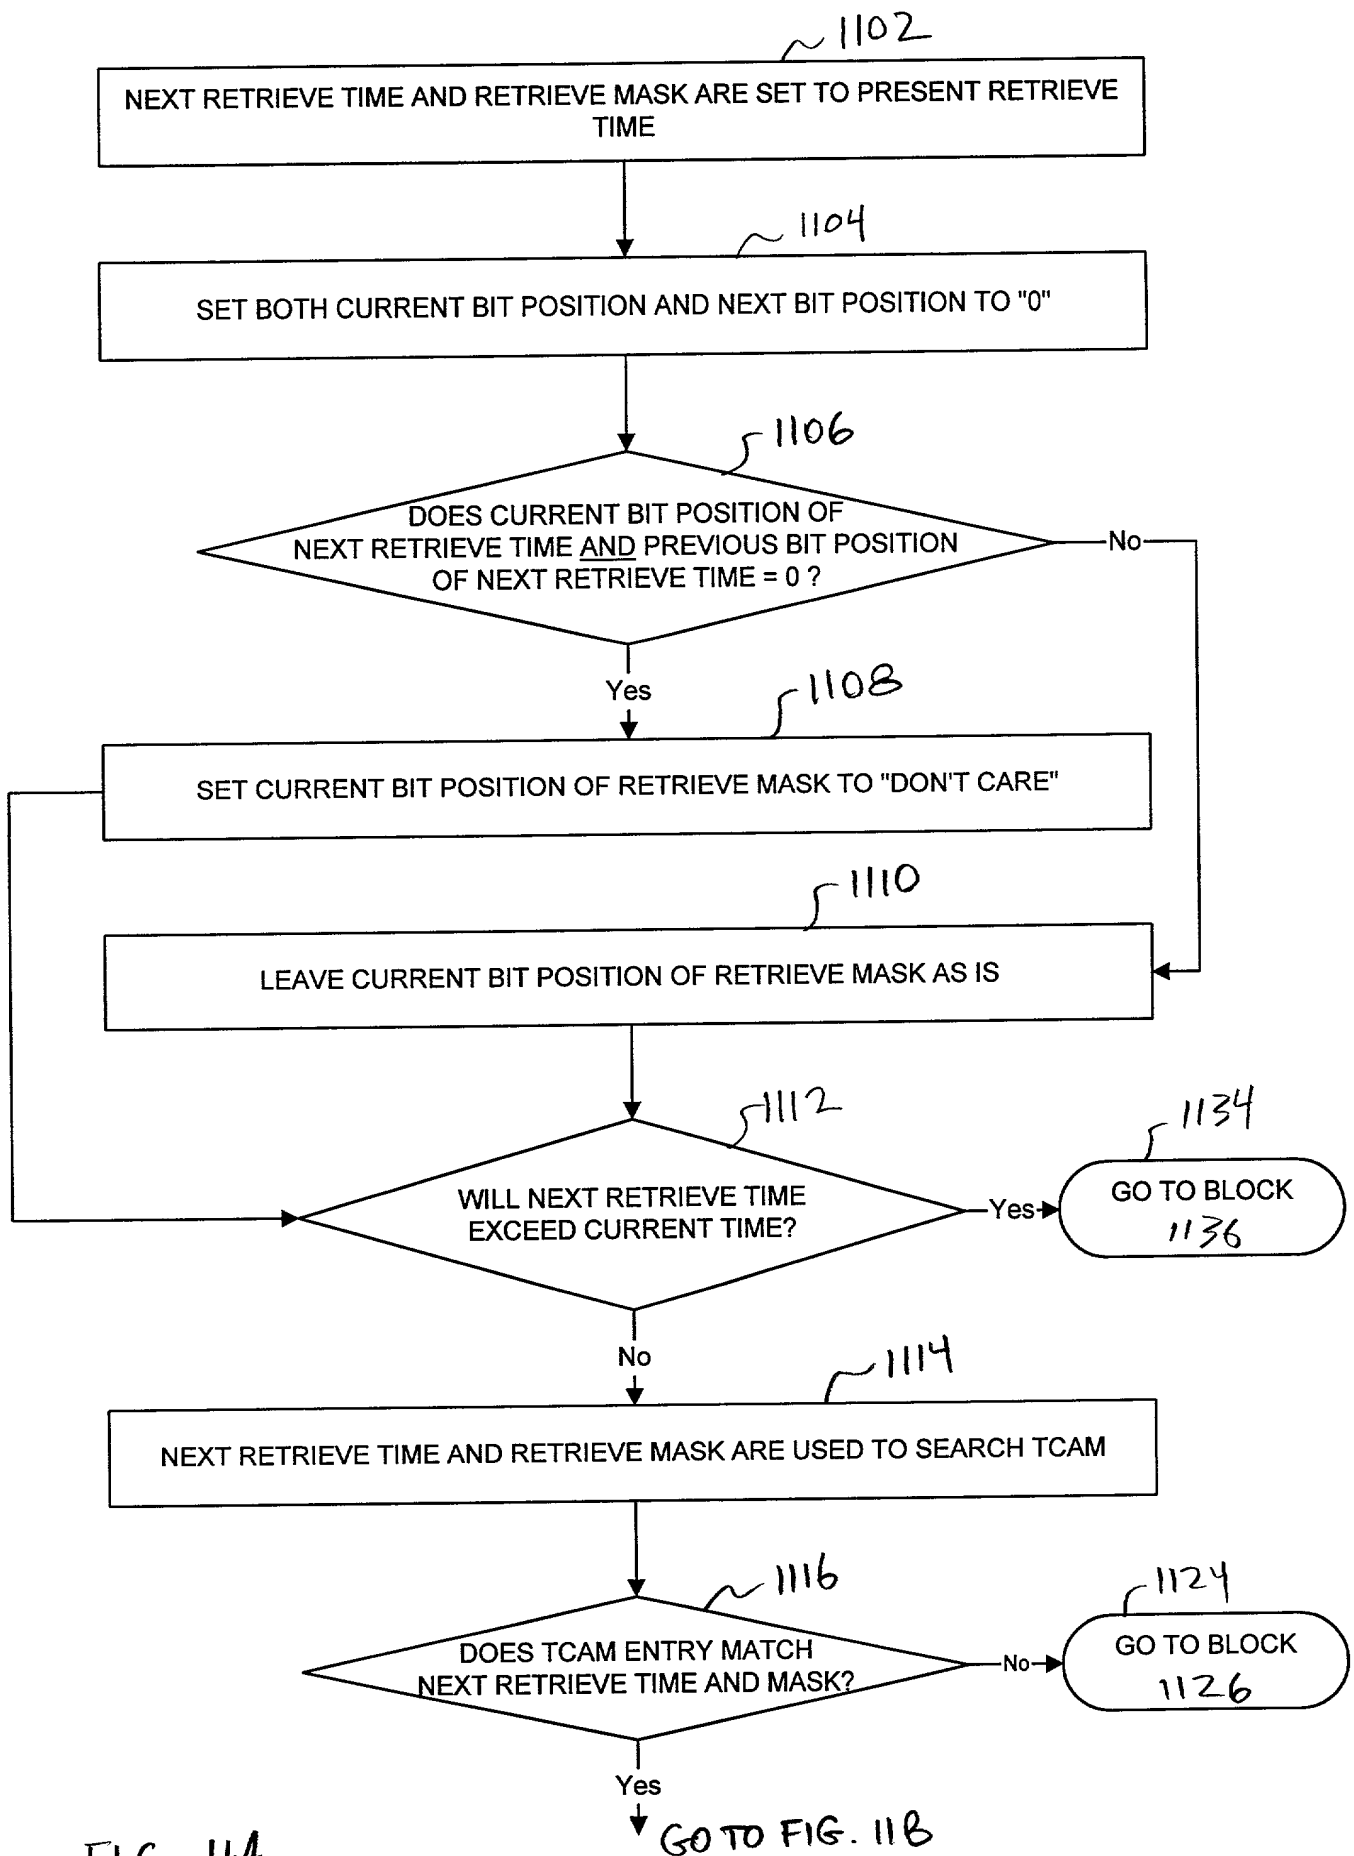 1102
NEXT RETRIEVE TIME AND RETRIEVE MASK ARE SET TO PRESENT RETRIEVE
TIME
1104
SET BOTH CURRENT BIT POSITION AND NEXT BIT POSITION TO "0"
1106
DOES CURRENT BIT POSITION OF
NEXT RETRIEVE TIME AND PREVIOUS BIT POSITION
OF NEXT RETRIEVE TIME = 0 ?
No
Yes
1108
SET CURRENT BIT POSITION OF RETRIEVE MASK TO "DON'T CARE"
1110
LEAVE CURRENT BIT POSITION OF RETRIEVE MASK AS IS
1112
WILL NEXT RETRIEVE TIME
EXCEED CURRENT TIME?
Yes
1134
GO TO BLOCK
1136
No
1114
NEXT RETRIEVE TIME AND RETRIEVE MASK ARE USED TO SEARCH TCAM
1116
DOES TCAM ENTRY MATCH
NEXT RETRIEVE TIME AND MASK?
No
1124
GO TO BLOCK
1126
Yes
GO TO FIG. 11B
FIG. 11A